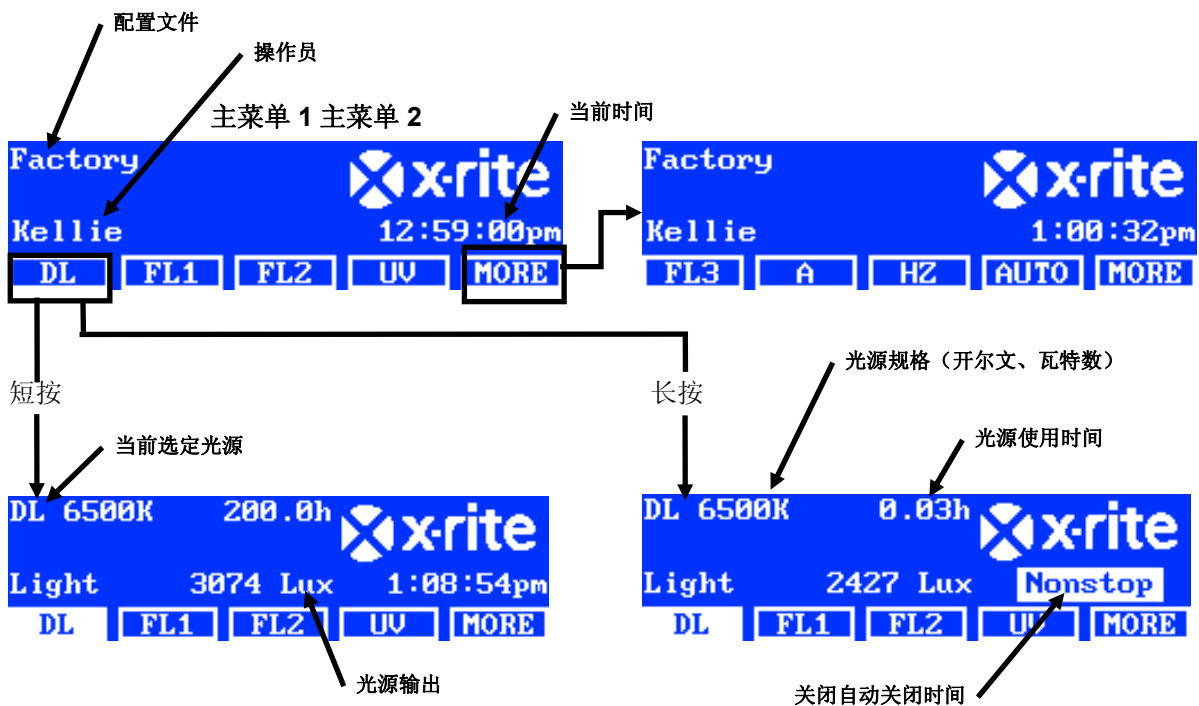 配置文件
操作员
主菜单 1 主菜单 2
当前时间
Factory
x-rite
Kellie
12:59:00pm
DL FL1 FL2 UV MORE
Factory
x-rite
Kellie
1:00:32pm
FL3 A HZ AUTO MORE
短按
长按
光源规格（开尔文、瓦特数）
当前选定光源
光源使用时间
DL 6500K 200.0h
x-rite
Light 3074 Lux 1:08:54pm
DL FL1 FL2 UV MORE
光源输出
DL 6500K 0.03h
x-rite
Light 2427 Lux Nonstop
DL FL1 FL2 UV MORE
关闭自动关闭时间